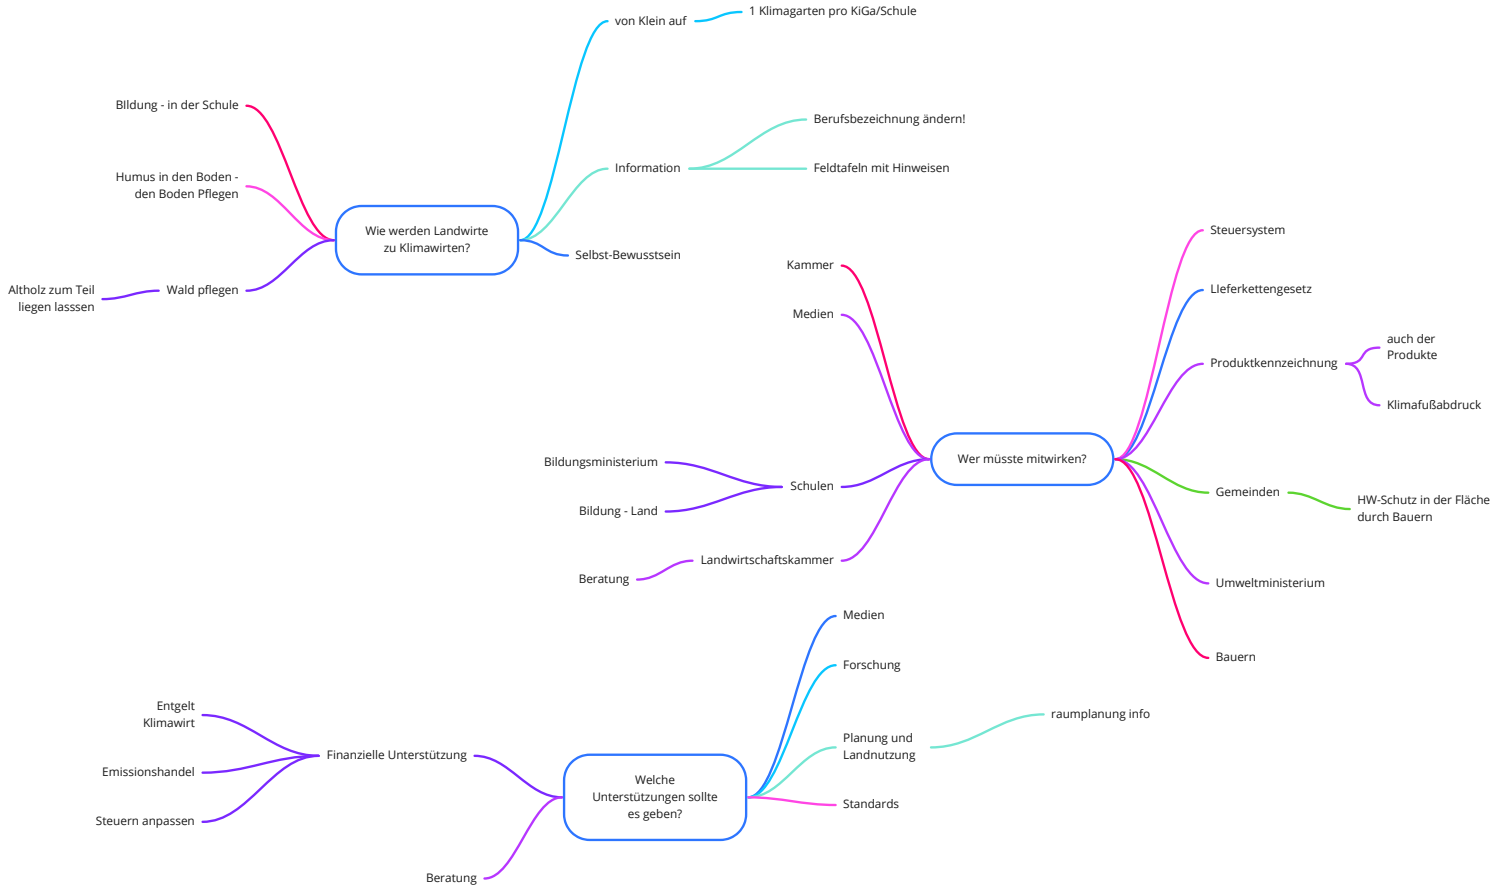 von Klein auf
1 Klimagarten pro KiGa/Schule
BIldung - in der Schule
Berufsbezeichnung ändern!
Information
Feldtafeln mit Hinweisen
Humus in den Boden -
den Boden Pflegen
Wie werden Landwirte
zu Klimawirten?
Selbst-Bewusstsein
Wald pflegen
Altholz zum Teil
liegen lasssen
Steuersystem
Kammer
LIeferkettengesetz
Medien
Produktkennzeichnung
auch der
Produkte
Klimafußabdruck
Wer müsste mitwirken?
Bildungsministerium
Schulen
Bildung - Land
Gemeinden
HW-Schutz in der Fläche
durch Bauern
Landwirtschaftskammer
Beratung
Umweltministerium
Bauern
Medien
Forschung
Entgelt
Klimawirt
raumplanung info
Planung und
Landnutzung
Finanzielle Unterstützung
Emissionshandel
Steuern anpassen
Welche
Unterstützungen sollte
es geben?
Standards
Beratung